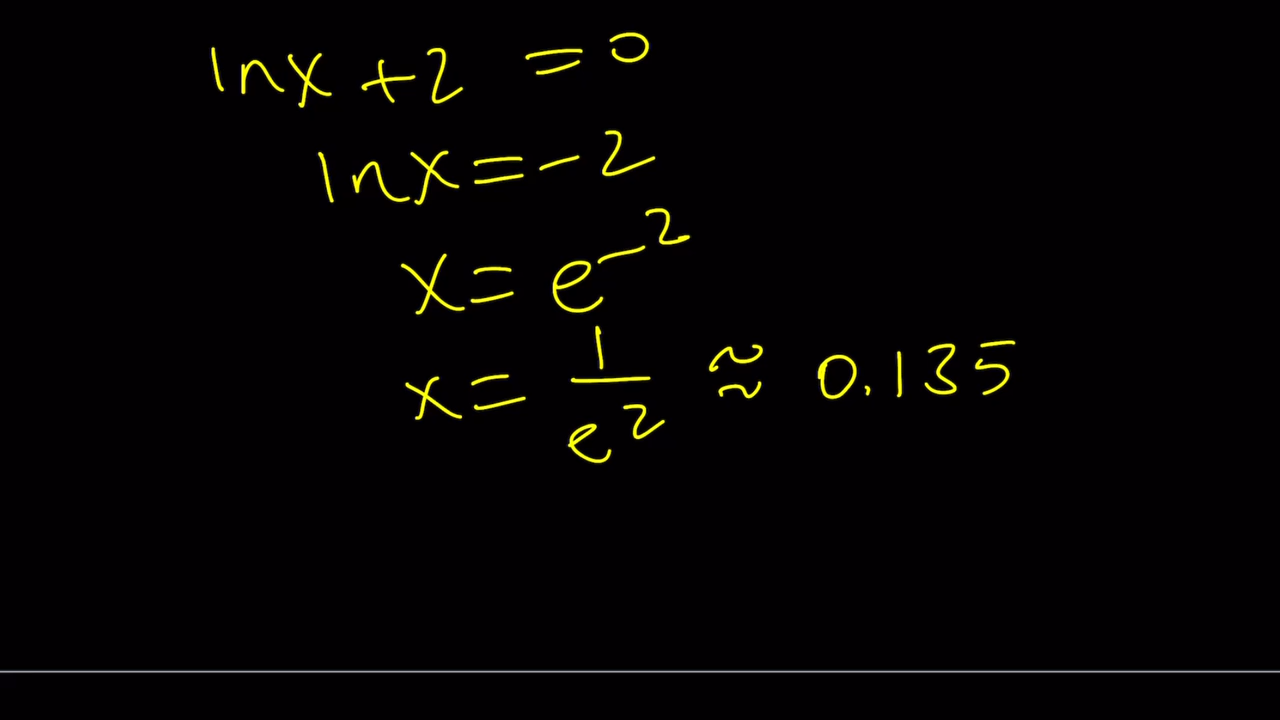 lnx + 2 = 0
lnx = -2
x = e^-2
x = 1/e^2 ≈ 0.135